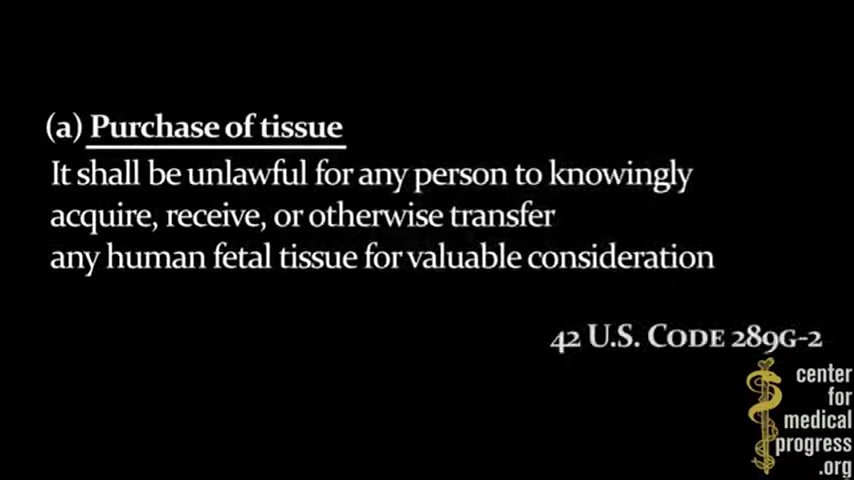 (a) Purchase of tissue
It shall be unlawful for any person to knowingly
acquire, receive, or otherwise transfer
any human fetal tissue for valuable consideration
42 U.S. Code 289G-2
center
for
medical
progress
.org